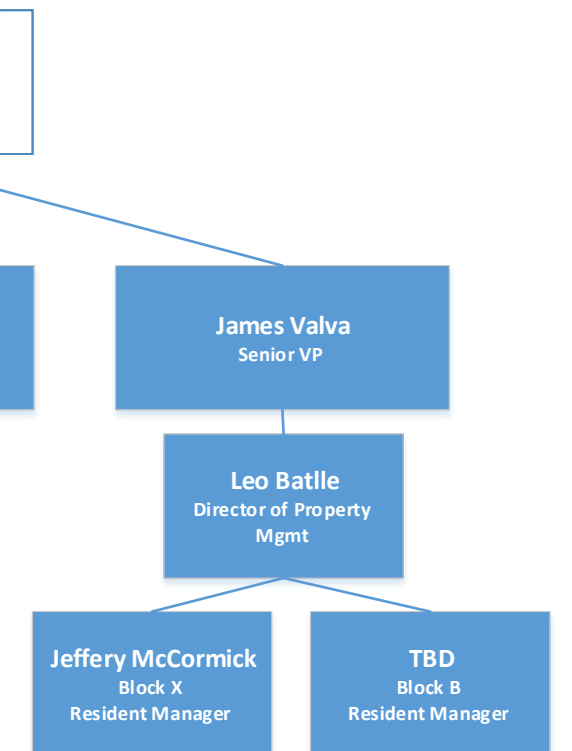 James Valva
Senior VP
Leo Batlle
Director of Property
Mgmt
Jeffery McCormick
Block X
Resident Manager
TBD
Block B
Resident Manager